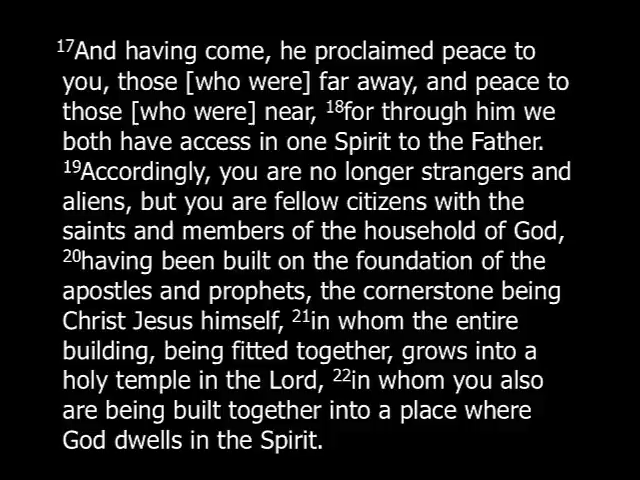 ¹⁷And having come, he proclaimed peace to
you, those [who were] far away, and peace to
those [who were] near, ¹⁸for through him we
both have access in one Spirit to the Father.
¹⁹Accordingly, you are no longer strangers and
aliens, but you are fellow citizens with the
saints and members of the household of God,
²⁰having been built on the foundation of the
apostles and prophets, the cornerstone being
Christ Jesus himself, ²¹in whom the entire
building, being fitted together, grows into a
holy temple in the Lord, ²²in whom you also
are being built together into a place where
God dwells in the Spirit.